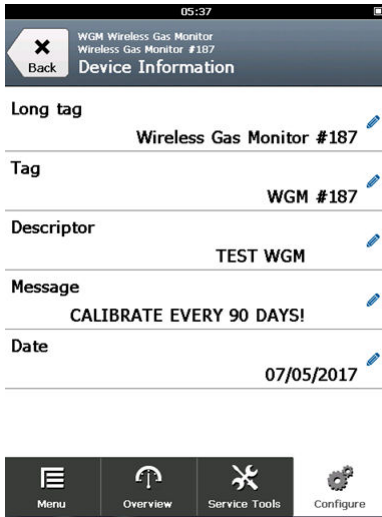 05:37
WGM Wireless Gas Monitor
Wireless Gas Monitor #187
Back
Device Information
Long tag
Wireless Gas Monitor #187
Tag
WGM #187
Descriptor
TEST WGM
Message
CALIBRATE EVERY 90 DAYS!
Date
07/05/2017
Menu
Overview
Service Tools
Configure